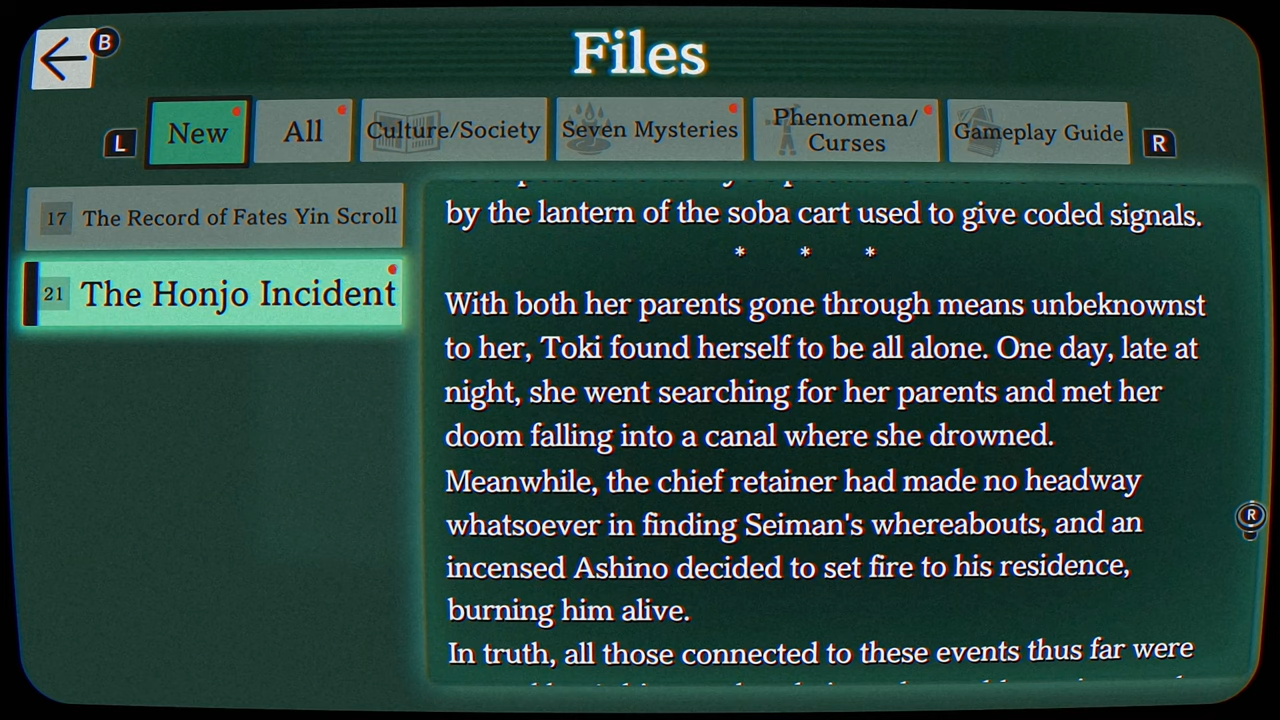 B
Files
L
New
All
Culture/Society
Seven Mysteries
Phenomena/
Curses
Gameplay Guide
R
17 The Record of Fates Yin Scroll
21 The Honjo Incident
by the lantern of the soba cart used to give coded signals.
* * *
With both her parents gone through means unbeknownst
to her, Toki found herself to be all alone. One day, late at
night, she went searching for her parents and met her
doom falling into a canal where she drowned.
Meanwhile, the chief retainer had made no headway
whatsoever in finding Seiman's whereabouts, and an
incensed Ashino decided to set fire to his residence,
burning him alive.
In truth, all those connected to these events thus far were
R